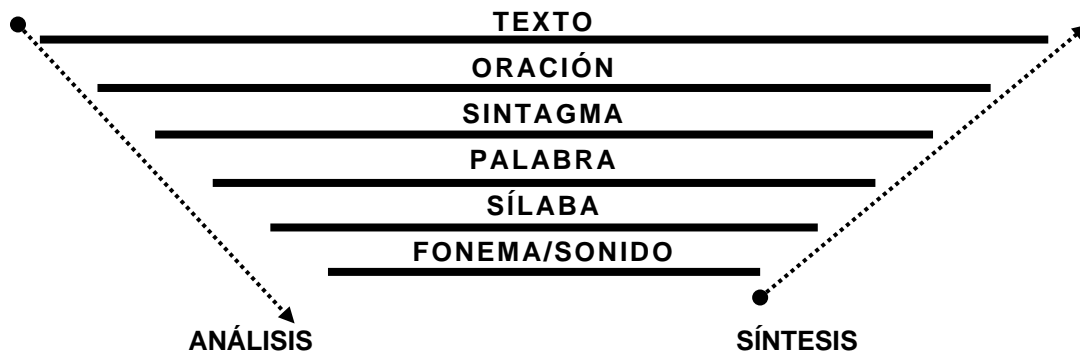 TEXTO
ORACIÓN
SINTAGMA
PALABRA
SÍLABA
FONEMA/SONIDO
ANÁLISIS SÍNTESIS